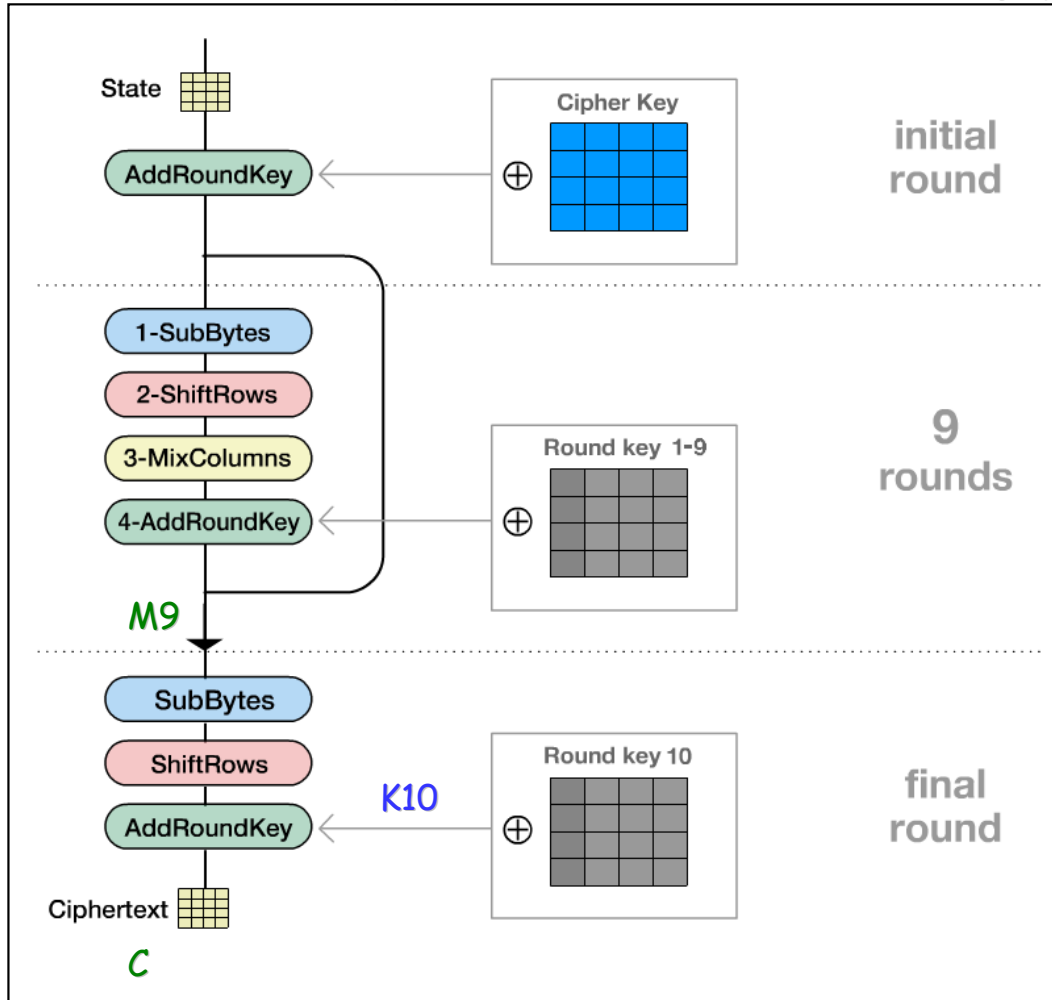 State
Cipher Key
AddRoundKey
initial
round
1-SubBytes
2-ShiftRows
3-MixColumns
4-AddRoundKey
Round key 1-9
9
rounds
M9
SubBytes
ShiftRows
AddRoundKey
K10
Round key 10
final
round
Ciphertext
C